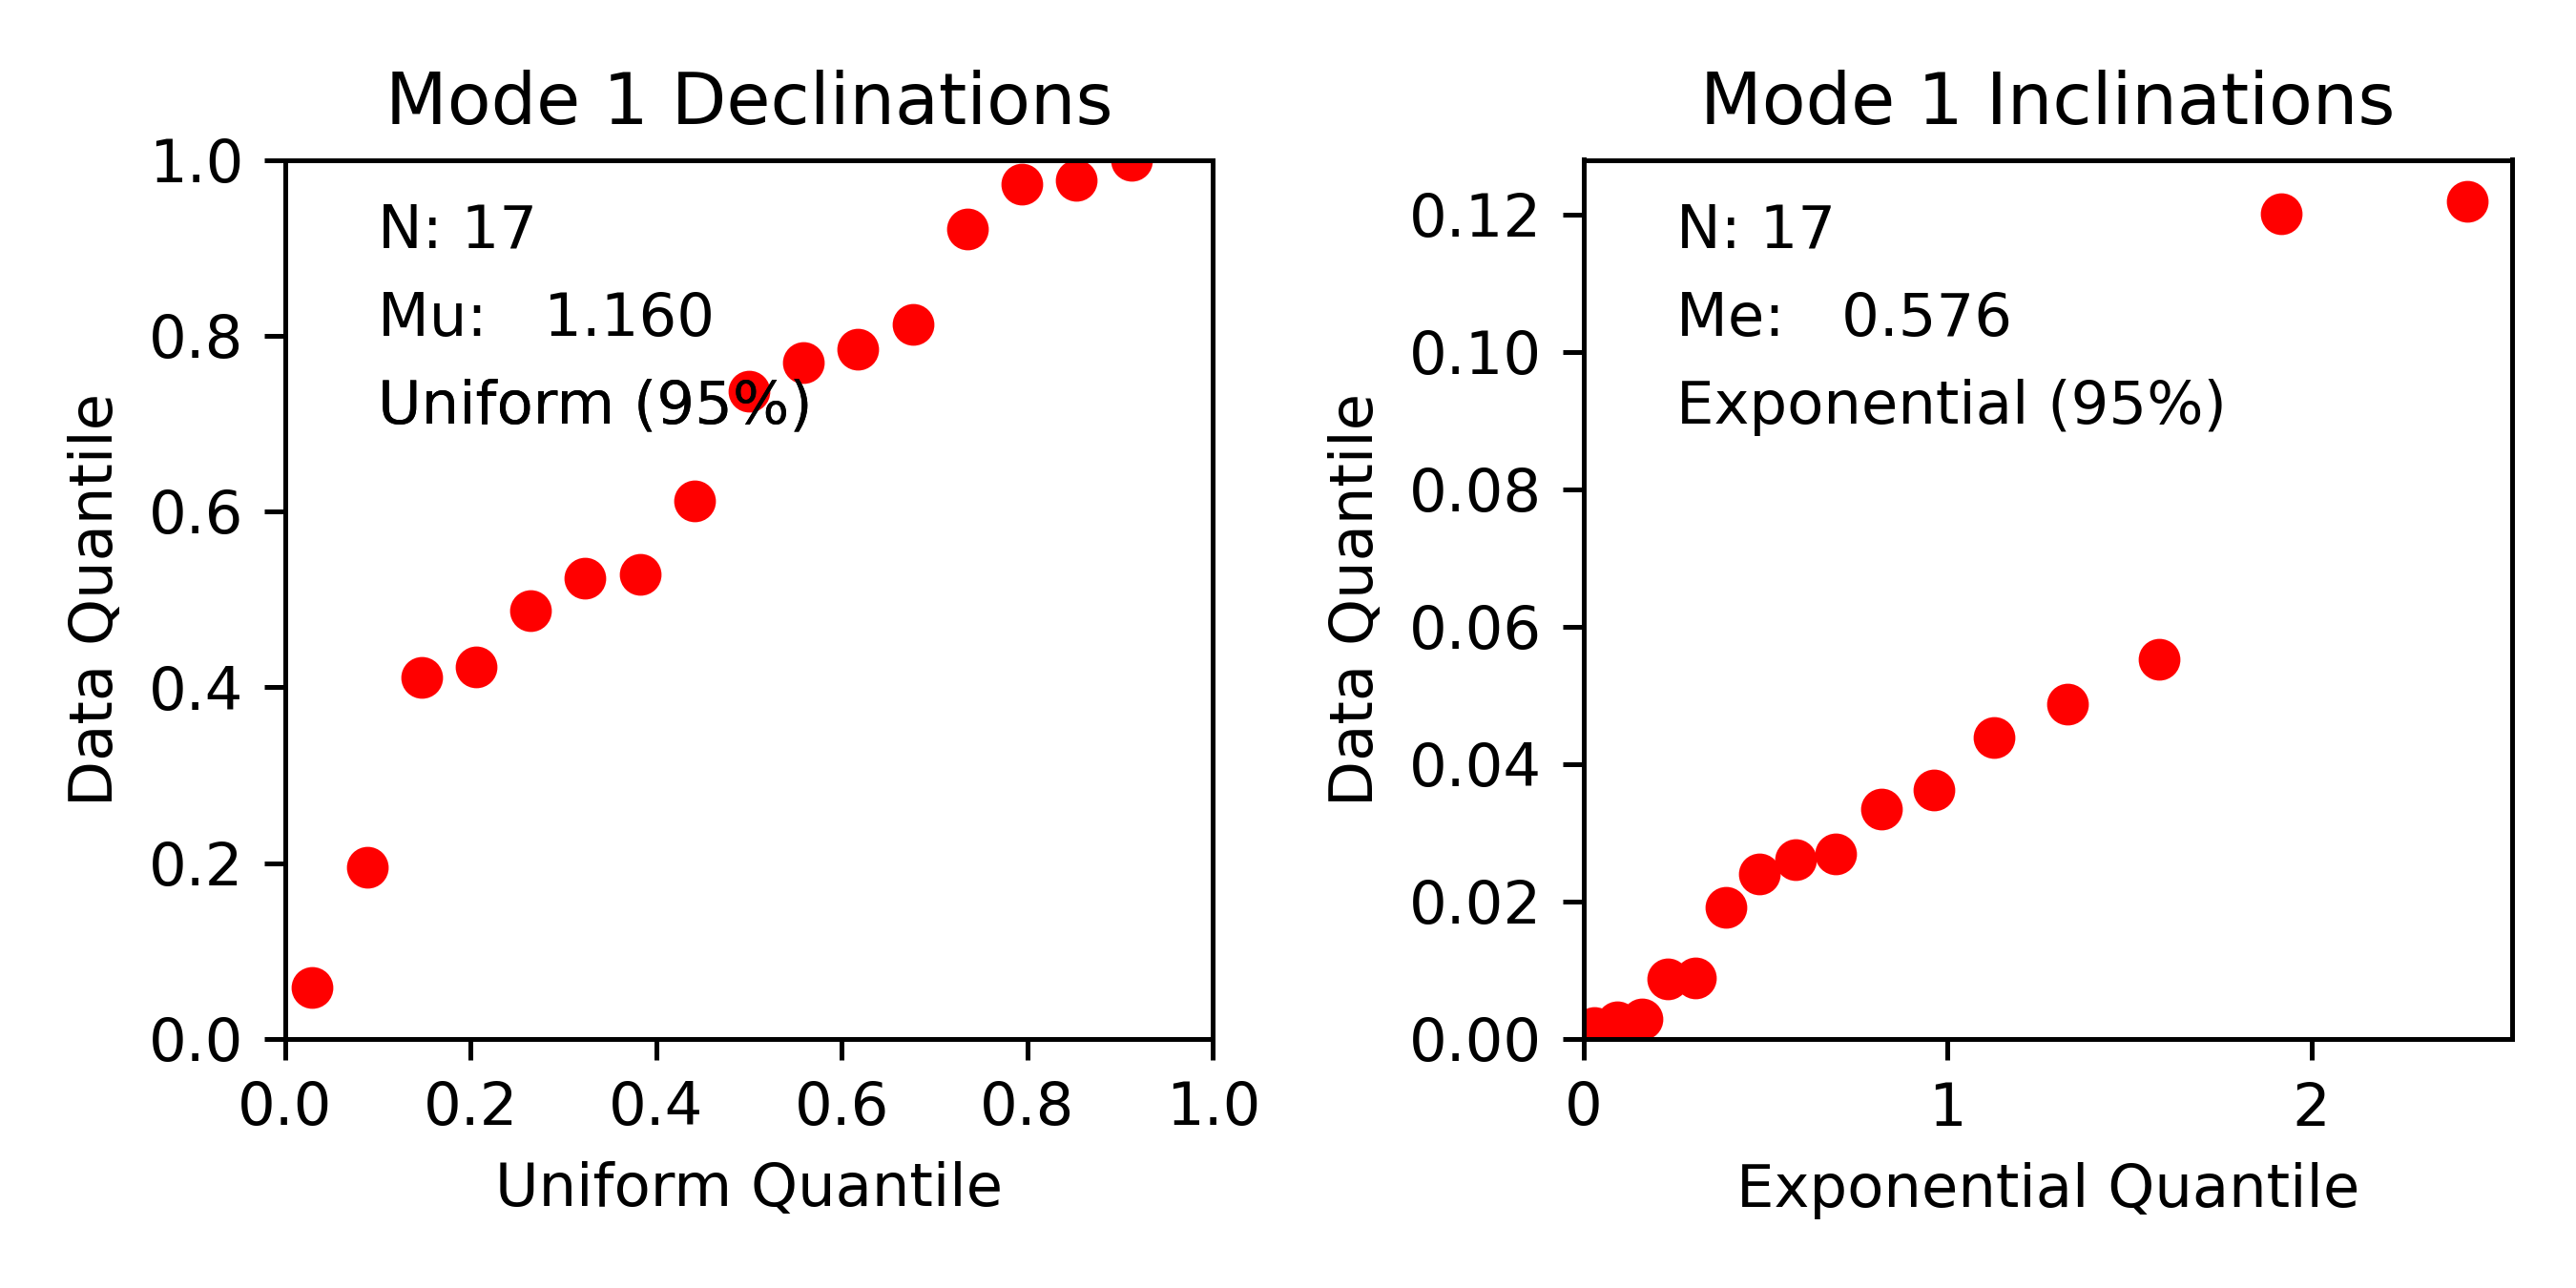 Mode 1 Declinations
1.0
0.8
0.6
0.4
0.2
0.0
Data Quantile
N: 17
Mu: 1.160
Uniform (95%)
0.0 0.2 0.4 0.6 0.8 1.0
Uniform Quantile
Mode 1 Inclinations
0.12
0.10
0.08
0.06
0.04
0.02
0.00
Data Quantile
N: 17
Me: 0.576
Exponential (95%)
0 1 2
Exponential Quantile